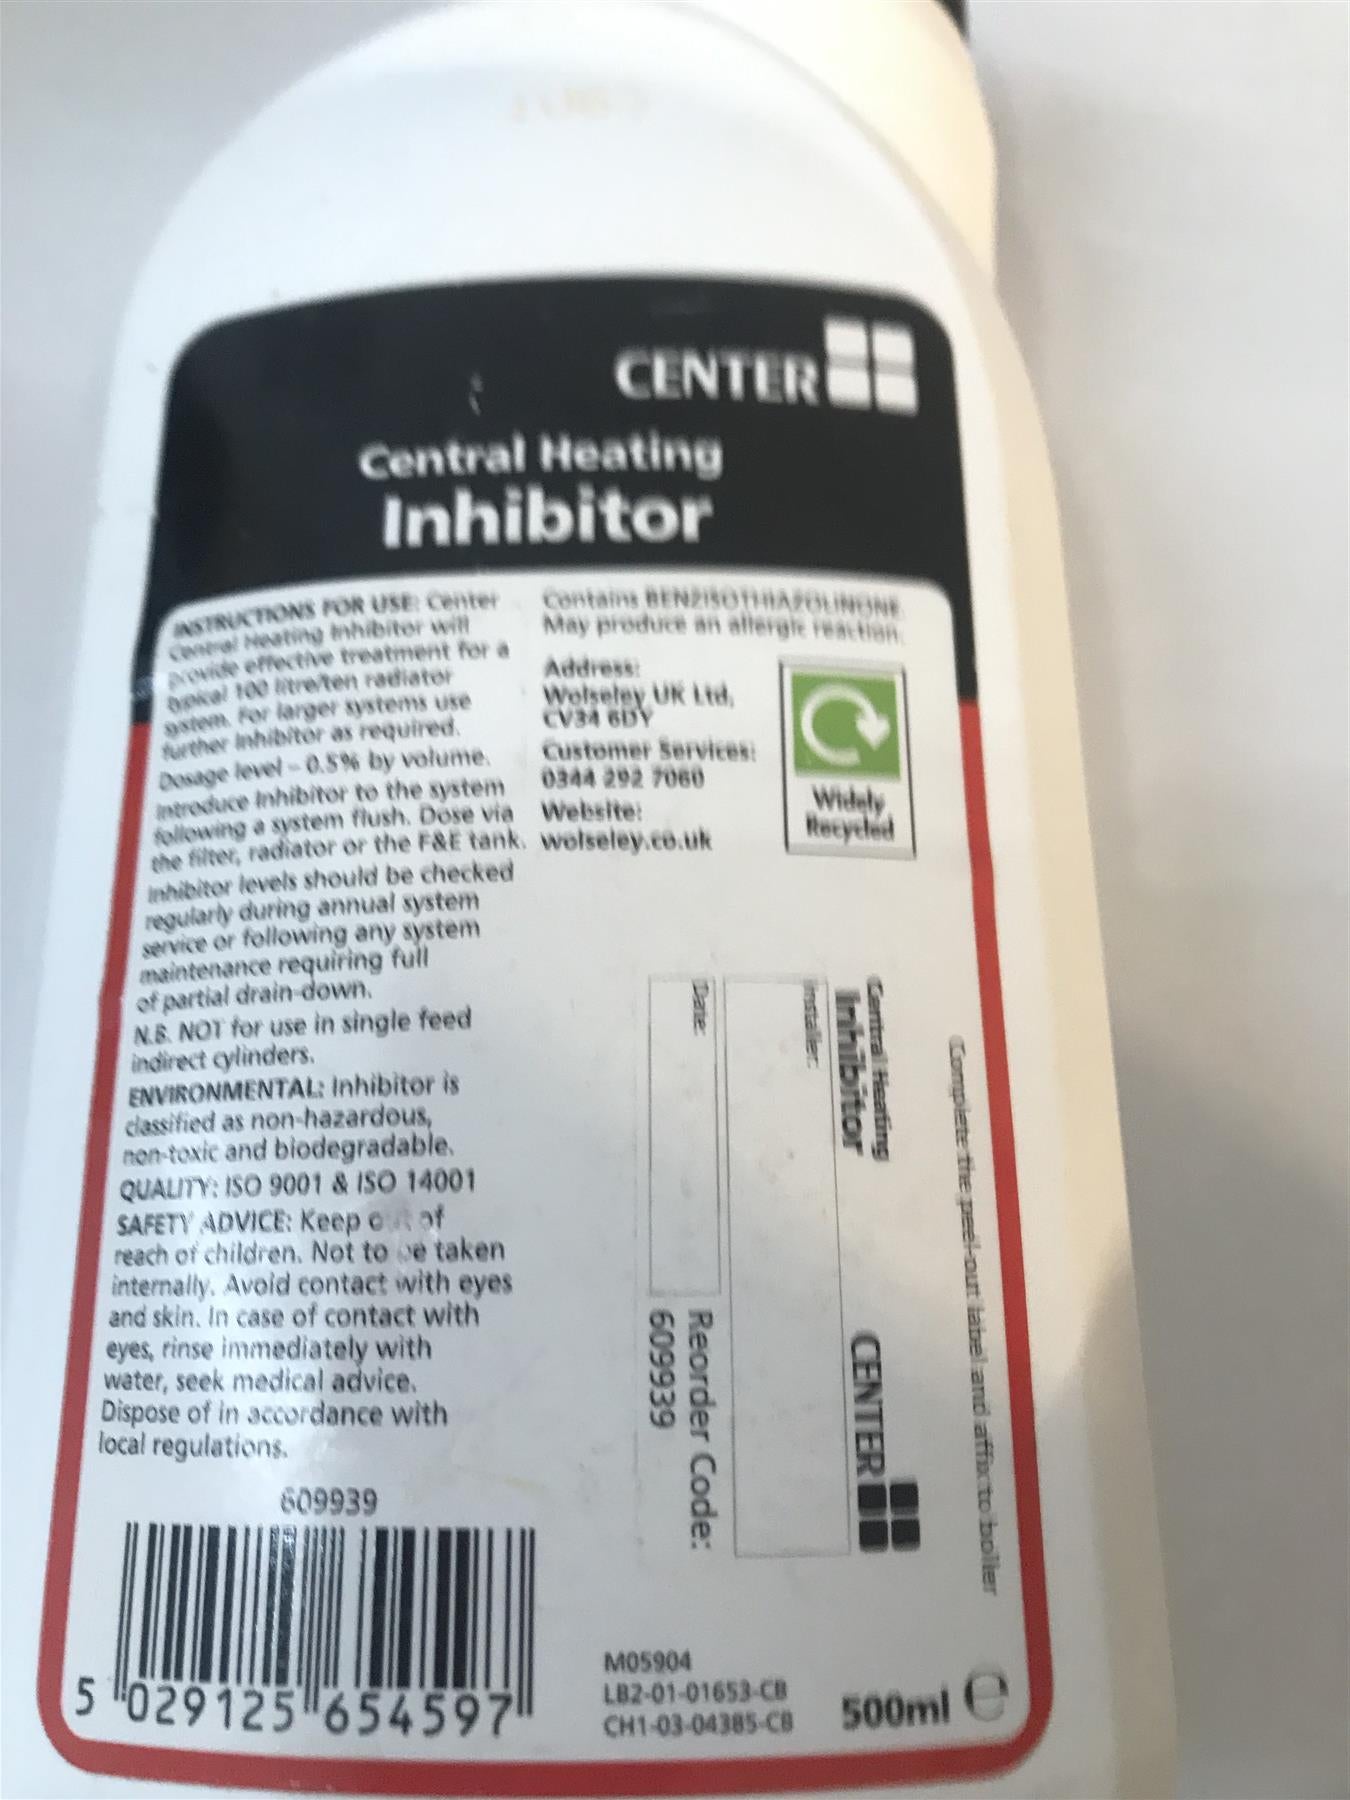 CENTER
Central Heating
Inhibitor
INSTRUCTIONS FOR USE: Center
Central Heating Inhibitor will
provide effective treatment for a
typical 100 litre/ten radiator
system. For larger systems use
further Inhibitor as required.
Dosage level – 0.5% by volume.
Introduce Inhibitor to the system
following a system flush. Dose via
the filter, radiator or the F&E tank.
Inhibitor levels should be checked
regularly during annual system
service or following any system
maintenance requiring full
of partial drain-down.
N.B. NOT for use in single feed
indirect cylinders.
ENVIRONMENTAL: Inhibitor is
classified as non-hazardous,
non-toxic and biodegradable.
QUALITY: ISO 9001 & ISO 14001
SAFETY ADVICE: Keep out of
reach of children. Not to be taken
internally. Avoid contact with eyes
and skin. In case of contact with
eyes, rinse immediately with
water, seek medical advice.
Dispose of in accordance with
local regulations.
609939
5 029125 654597
Contains BENZISOTHIAZOLINONE.
May produce an allergic reaction.
Address:
Wolseley UK Ltd,
CV34 6DY
Customer Services:
0344 292 7060
Website:
wolseley.co.uk
Widely
Recycled
Complete the peel-out label and affix to boiler
Central Heating
Inhibitor
CENTER
Installer:
Date:
Reorder Code:
609939
M05904
LB2-01-01653-CB
CH1-03-04385-CB
500ml e